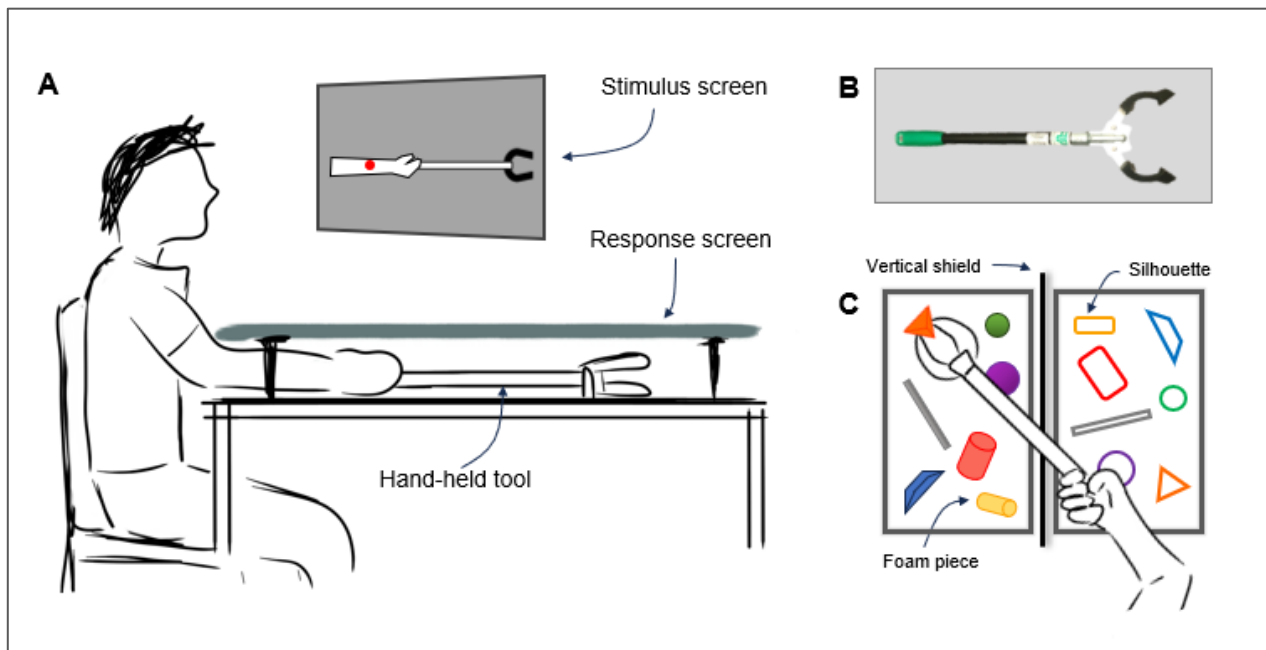 A
Stimulus screen
Response screen
Hand-held tool
B
Vertical shield
Silhouette
C
Foam piece